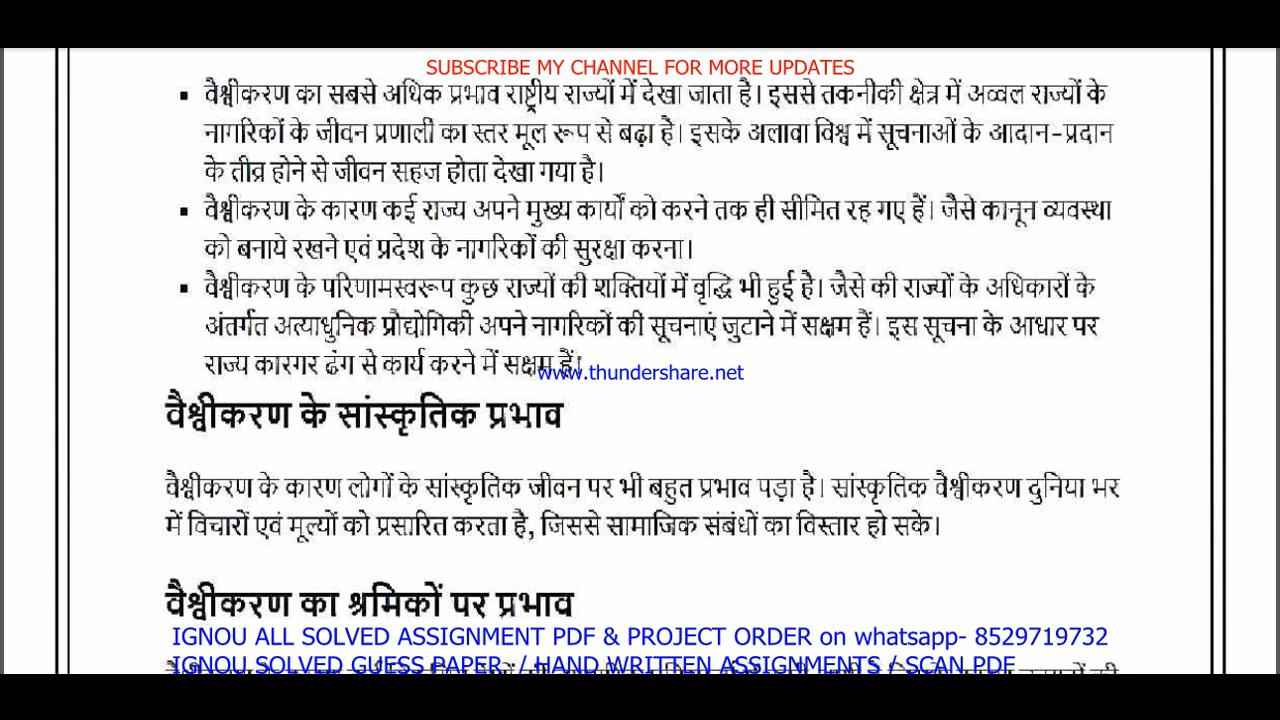 SUBSCRIBE MY CHANNEL FOR MORE UPDATES
▪ वैश्वीकरण का सबसे अधिक प्रभाव राष्ट्रीय राज्यों में देखा जाता है। इससे तकनीकी क्षेत्र में अव्वल राज्यों के
नागरिकों के जीवन प्रणाली का स्तर मूल रूप से बढ़ा है। इसके अलावा विश्व में सूचनाओं के आदान-प्रदान
के तीव्र होने से जीवन सहज होता देखा गया है।
▪ वैश्वीकरण के कारण कई राज्य अपने मुख्य कार्यों को करने तक ही सीमित रह गए हैं। जैसे कानून व्यवस्था
को बनाये रखने एवं प्रदेश के नागरिकों की सुरक्षा करना।
▪ वैश्वीकरण के परिणामस्वरूप कुछ राज्यों की शक्तियों में वृद्धि भी हुई है। जैसे की राज्यों के अधिकारों के
अंतर्गत अत्याधुनिक प्रौद्योगिकी अपने नागरिकों की सूचनाएं जुटाने में सक्षम हैं। इस सूचना के आधार पर
राज्य कारगर ढंग से कार्य करने में सक्षम हैं।
www.thundershare.net
वैश्वीकरण के सांस्कृतिक प्रभाव
वैश्वीकरण के कारण लोगों के सांस्कृतिक जीवन पर भी बहुत प्रभाव पड़ा है। सांस्कृतिक वैश्वीकरण दुनिया भर
में विचारों एवं मूल्यों को प्रसारित करता है, जिससे सामाजिक संबंधों का विस्तार हो सके।
वैश्वीकरण का श्रमिकों पर प्रभाव
IGNOU ALL SOLVED ASSIGNMENT PDF & PROJECT ORDER on whatsapp- 8529719732
IGNOU SOLVED GUESS PAPER / HAND WRITTEN ASSIGNMENTS / SCAN PDF